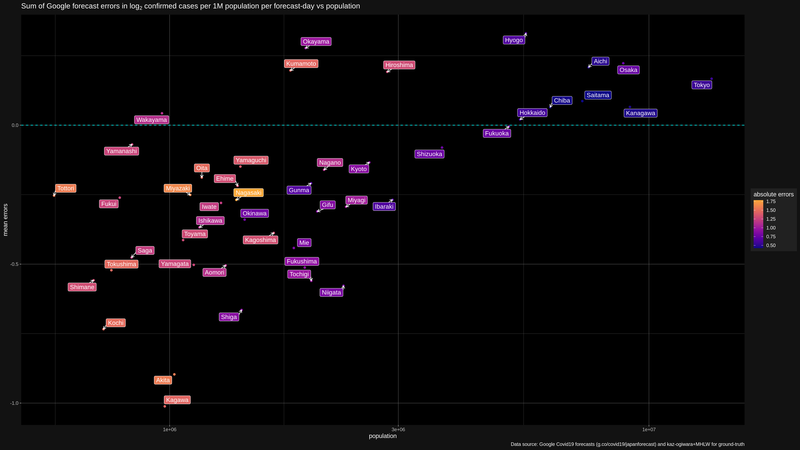 Sum of Google forecast errors in log2 confirmed cases per 1M population per forecast-day vs population
Okayama
Hyogo
Kumamoto
Hiroshima
Aichi
Osaka
Tokyo
Saitama
Chiba
Hokkaido
Kanagawa
Wakayama
0.0
Fukuoka
Yamanashi
Shizuoka
Yamaguchi
Nagano
Oita
Kyoto
Ehime
Tottori
Miyazaki
Nagasaki
Gunma
Fukui
Iwate
Gifu
Miyagi
Ibaraki
Okinawa
Ishikawa
Toyama
Kagoshima
Mie
Saga
-0.5
Tokushima
Yamagata
Fukushima
Aomori
Tochigi
Shimane
Niigata
Shiga
Kochi
Akita
Kagawa
-1.0
mean errors
absolute errors
1.75
1.50
1.25
1.00
0.75
0.50
1e+06
3e+06
1e+07
population
Data source: Google Covid19 forecasts (g.co/covid19/japanforecast) and kaz-ogiwara+MHLW for ground-truth